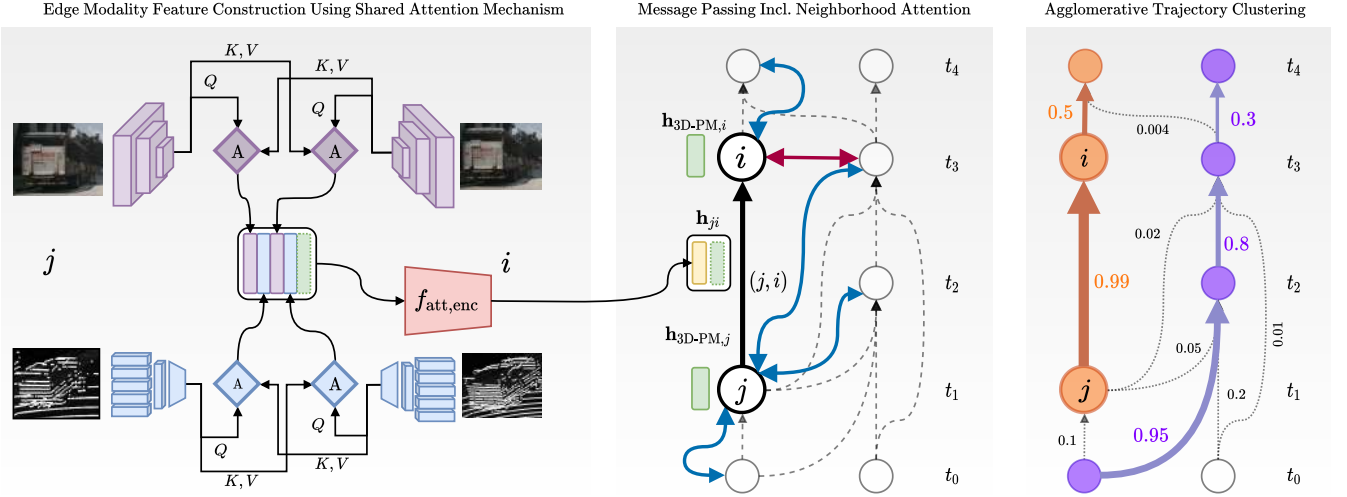 Edge Modality Feature Construction Using Shared Attention Mechanism
K, V
Q
K, V
Q
A
A
j
i
f_att,enc
A
A
Q
K, V
Q
K, V
Message Passing Incl. Neighborhood Attention
t_4
h_3D-PM,i
i
t_3
h_ji
(j, i)
t_2
h_3D-PM,j
j
t_1
t_0
Agglomerative Trajectory Clustering
t_4
0.5
0.004
0.3
i
t_3
0.02
0.8
0.99
t_2
0.05
0.01
j
0.2
t_1
0.1
0.95
t_0